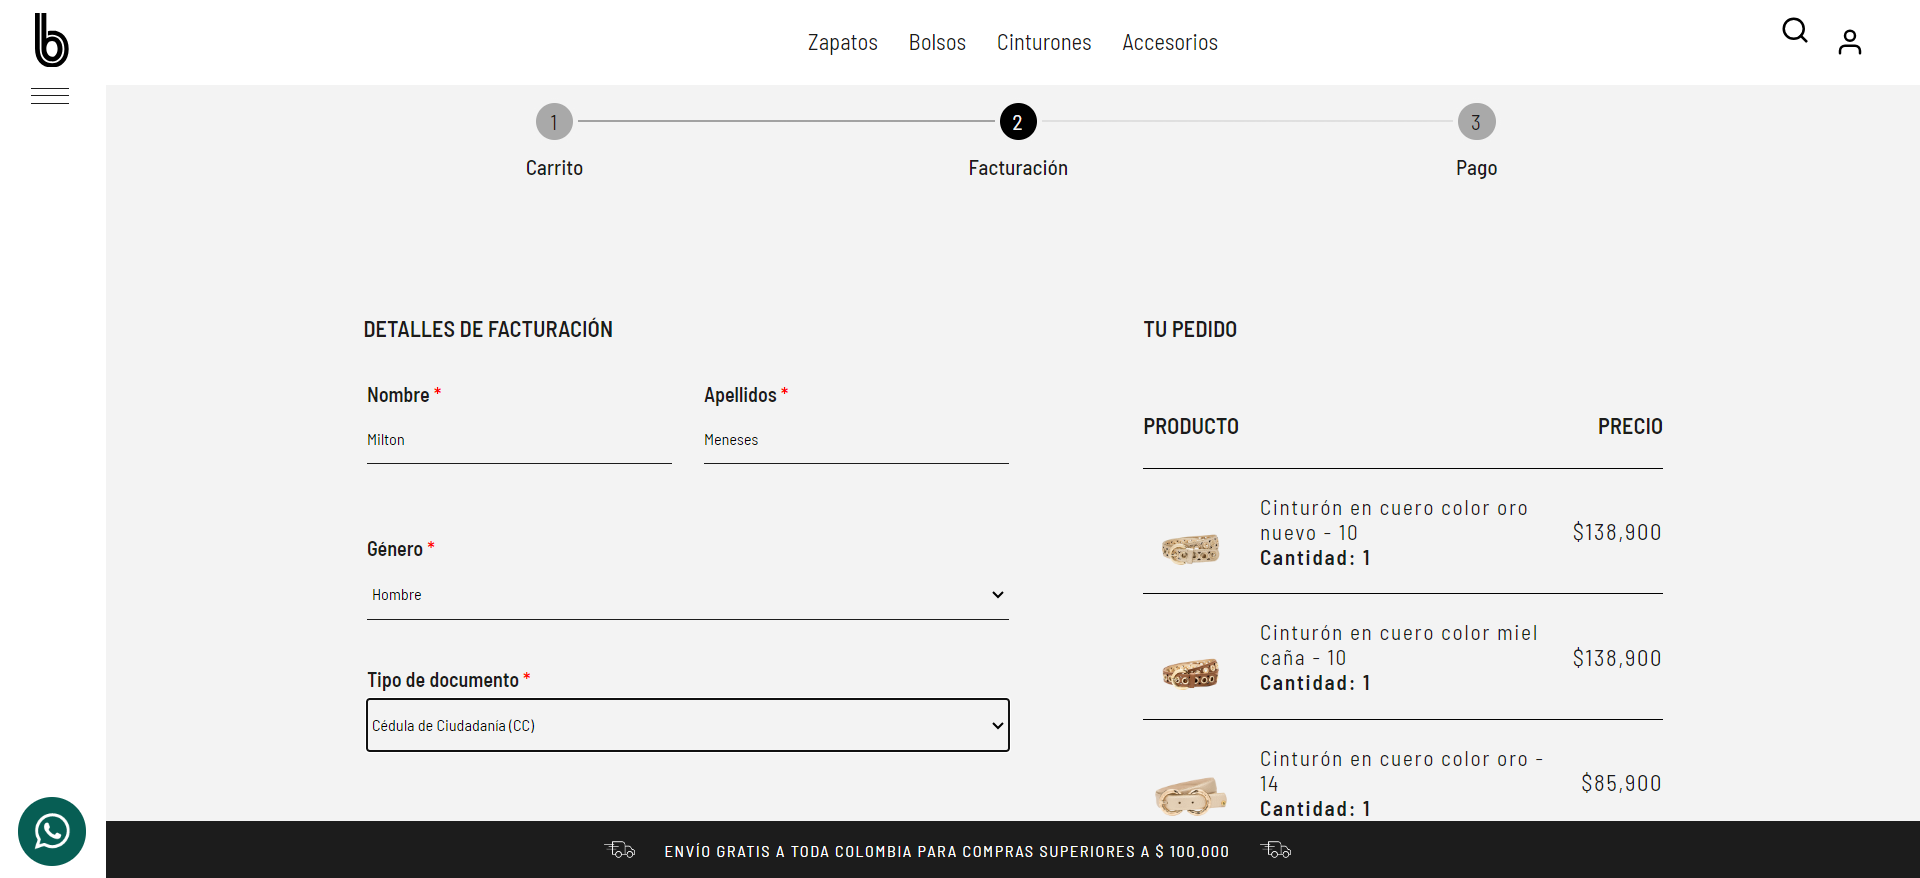 b
Zapatos Bolsos Cinturones Accesorios
1 2 3
Carrito Facturación Pago
DETALLES DE FACTURACIÓN
Nombre * Apellidos *
Milton Meneses
Género *
Hombre
Tipo de documento *
Cédula de Ciudadanía (CC)
TU PEDIDO
PRODUCTO PRECIO
Cinturón en cuero color oro
nuevo - 10
Cantidad: 1
$138,900
Cinturón en cuero color miel
caña - 10
Cantidad: 1
$138,900
Cinturón en cuero color oro -
14
Cantidad: 1
$85,900
ENVÍO GRATIS A TODA COLOMBIA PARA COMPRAS SUPERIORES A $ 100.000